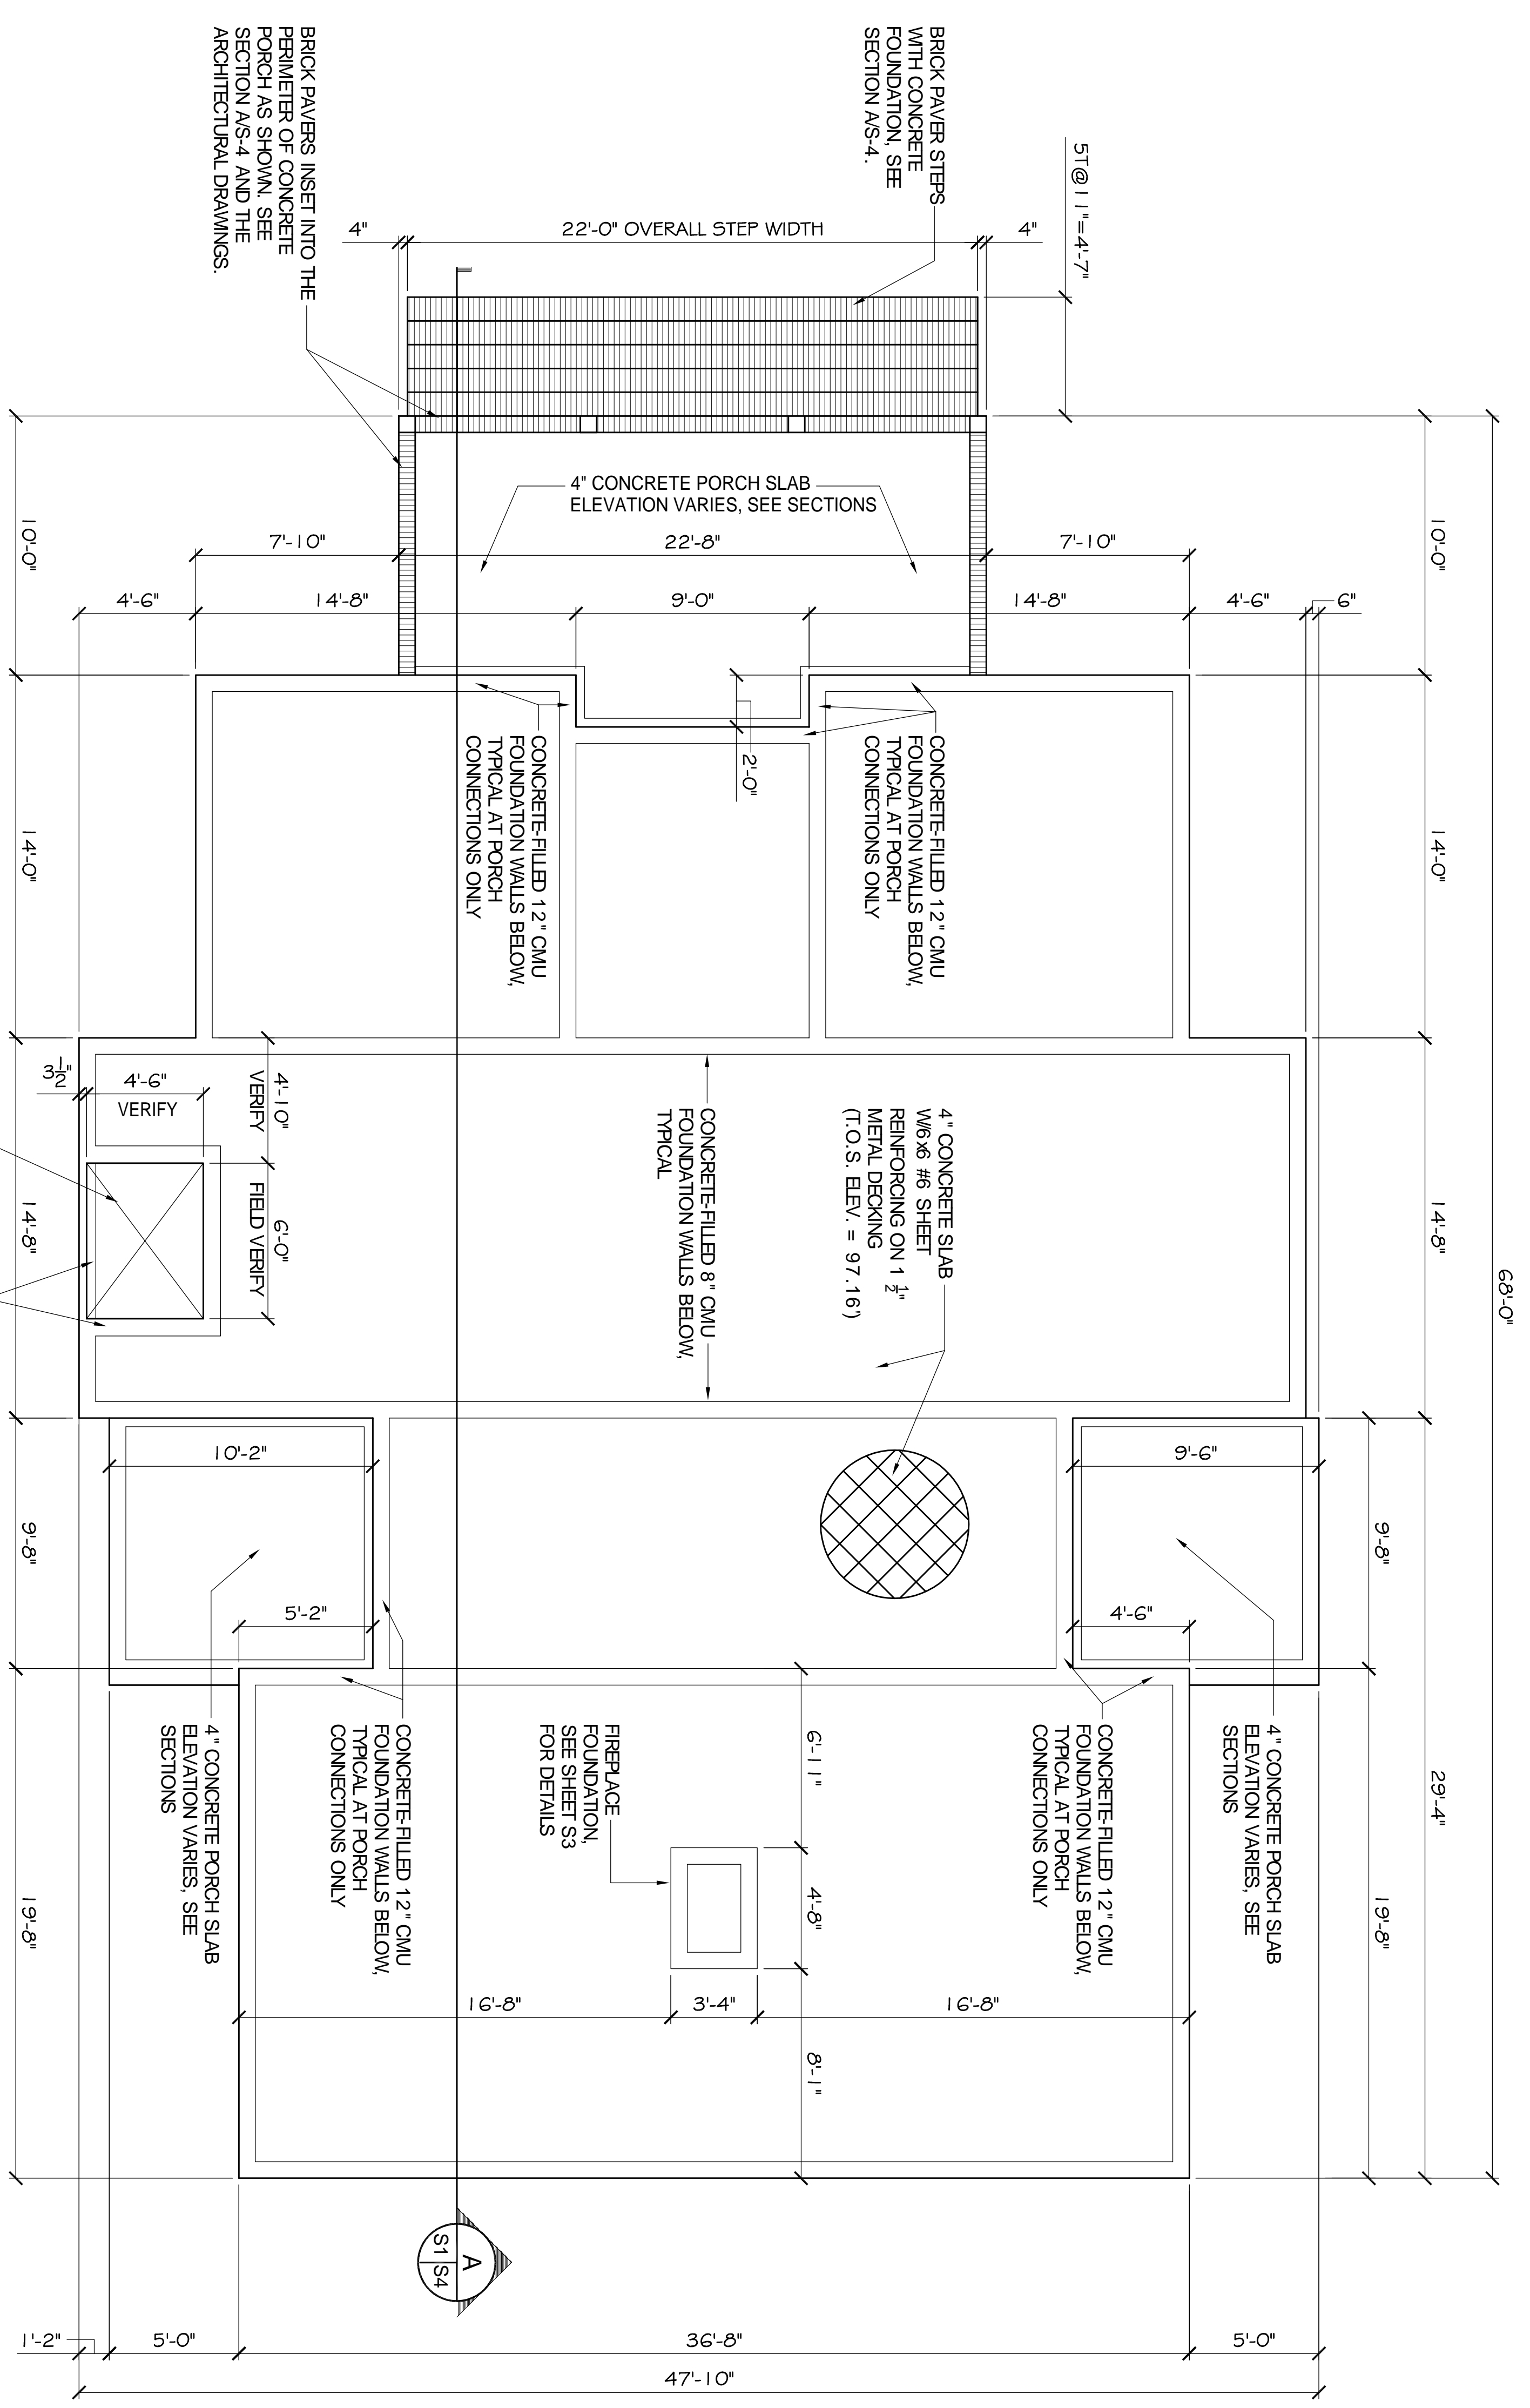 BRICK PAVER STEPS
WITH CONCRETE
FOUNDATION, SEE
SECTION A/S-4.
5T@11"=4'-7"
BRICK PAVERS INSET INTO THE
PERIMETER OF CONCRETE
PORCH AS SHOWN. SEE
SECTION A/S-4 AND THE
ARCHITECTURAL DRAWINGS.
4"
22'-0" OVERALL STEP WIDTH
4"
4" CONCRETE PORCH SLAB
ELEVATION VARIES, SEE SECTIONS
10'-0"
7'-10"
22'-8"
7'-10"
10'-0"
4'-6"
14'-8"
9'-0"
14'-8"
4'-6"
6"
2'-0"
CONCRETE-FILLED 12" CMU
FOUNDATION WALLS BELOW,
TYPICAL AT PORCH
CONNECTIONS ONLY
CONCRETE-FILLED 12" CMU
FOUNDATION WALLS BELOW,
TYPICAL AT PORCH
CONNECTIONS ONLY
14'-0"
14'-0"
3 1/2"
4'-6"
VERIFY
4'-10"
VERIFY
6'-0"
FIELD VERIFY
CONCRETE-FILLED 8" CMU
FOUNDATION WALLS BELOW,
TYPICAL
4" CONCRETE SLAB
W/6x6 #6 SHEET
REINFORCING ON 1 1/2"
METAL DECKING
(T.O.S. ELEV. = 97.16')
14'-8"
14'-8"
68'-0"
10'-2"
9'-6"
9'-8"
9'-8"
5'-2"
4'-6"
4" CONCRETE PORCH SLAB
ELEVATION VARIES, SEE
SECTIONS
CONCRETE-FILLED 12" CMU
FOUNDATION WALLS BELOW,
TYPICAL AT PORCH
CONNECTIONS ONLY
FIREPLACE
FOUNDATION,
SEE SHEET S3
FOR DETAILS
6'-11"
4'-8"
8'-1"
CONCRETE-FILLED 12" CMU
FOUNDATION WALLS BELOW,
TYPICAL AT PORCH
CONNECTIONS ONLY
4" CONCRETE PORCH SLAB
ELEVATION VARIES, SEE
SECTIONS
29'-4"
19'-8"
19'-8"
16'-8"
3'-4"
16'-8"
A
S1 S4
1'-2"
5'-0"
36'-8"
5'-0"
47'-10"